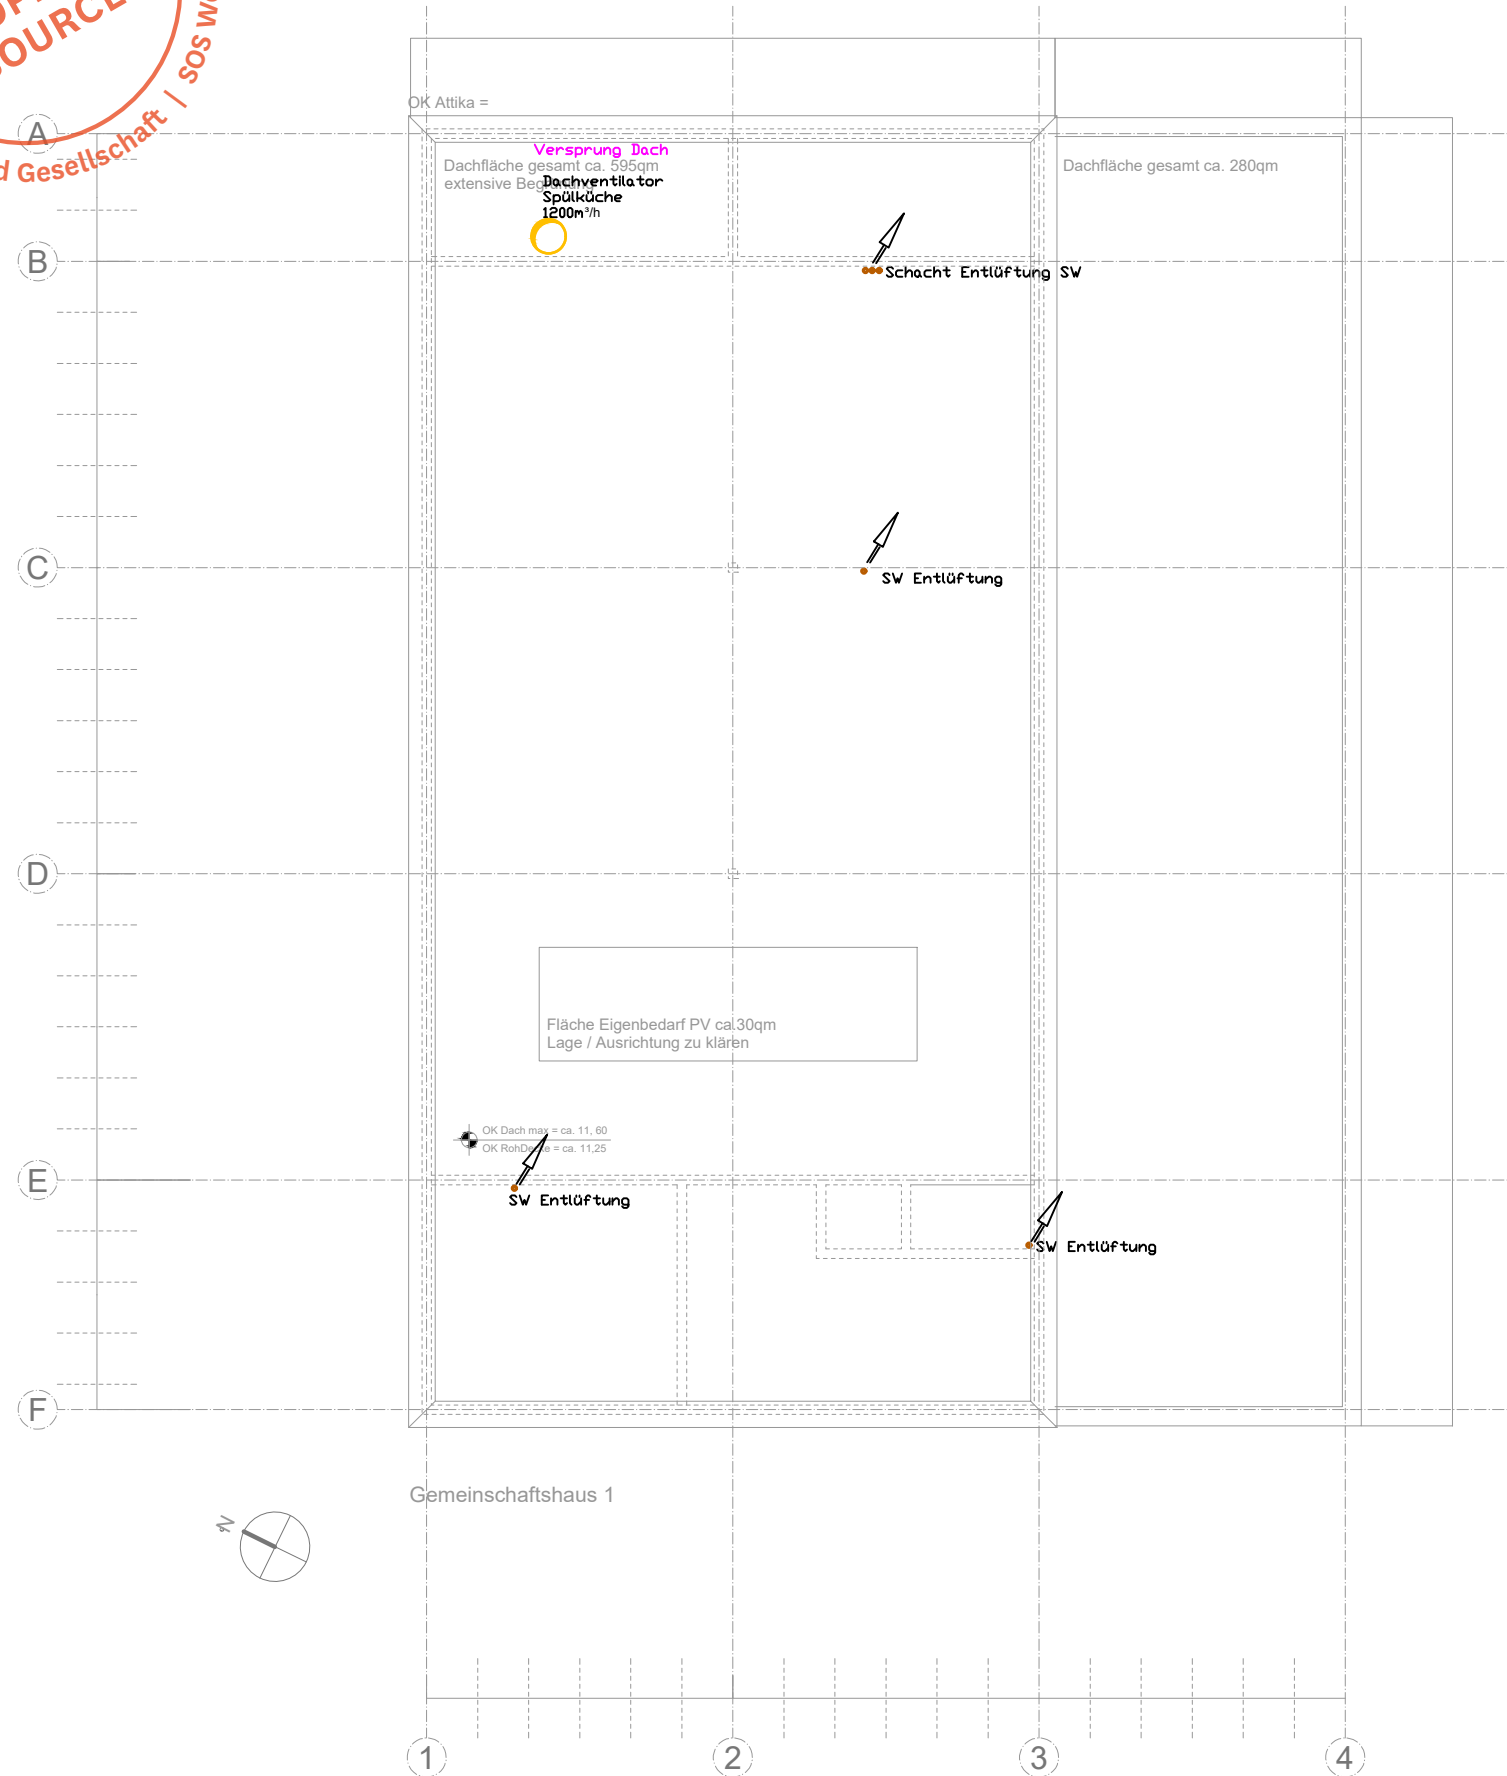 OURCE
d Gesellschaft | SOS
OK Attika =
A
Versprung Dach
Dachfläche gesamt ca. 595qm
extensive Begrünung
Dachventilator
Spülküche
1200m³/h
Dachfläche gesamt ca. 280qm
B
Schacht Entlüftung SW
C
SW Entlüftung
D
Fläche Eigenbedarf PV ca.30qm
Lage / Ausrichtung zu klären
OK Dach max = ca. 11, 60
OK RohDecke = ca. 11,25
E
SW Entlüftung
SW Entlüftung
F
Gemeinschaftshaus 1
N
1
2
3
4